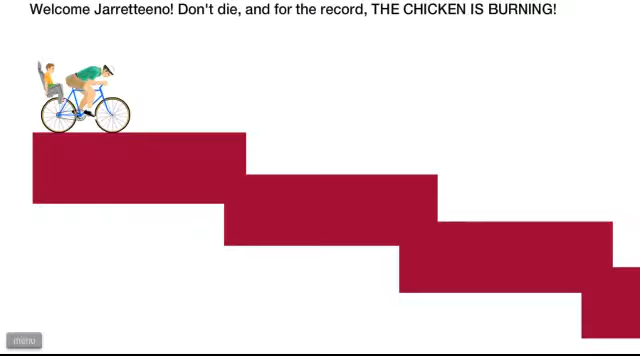 Welcome Jarretteeno! Don't die, and for the record, THE CHICKEN IS BURNING!
menu